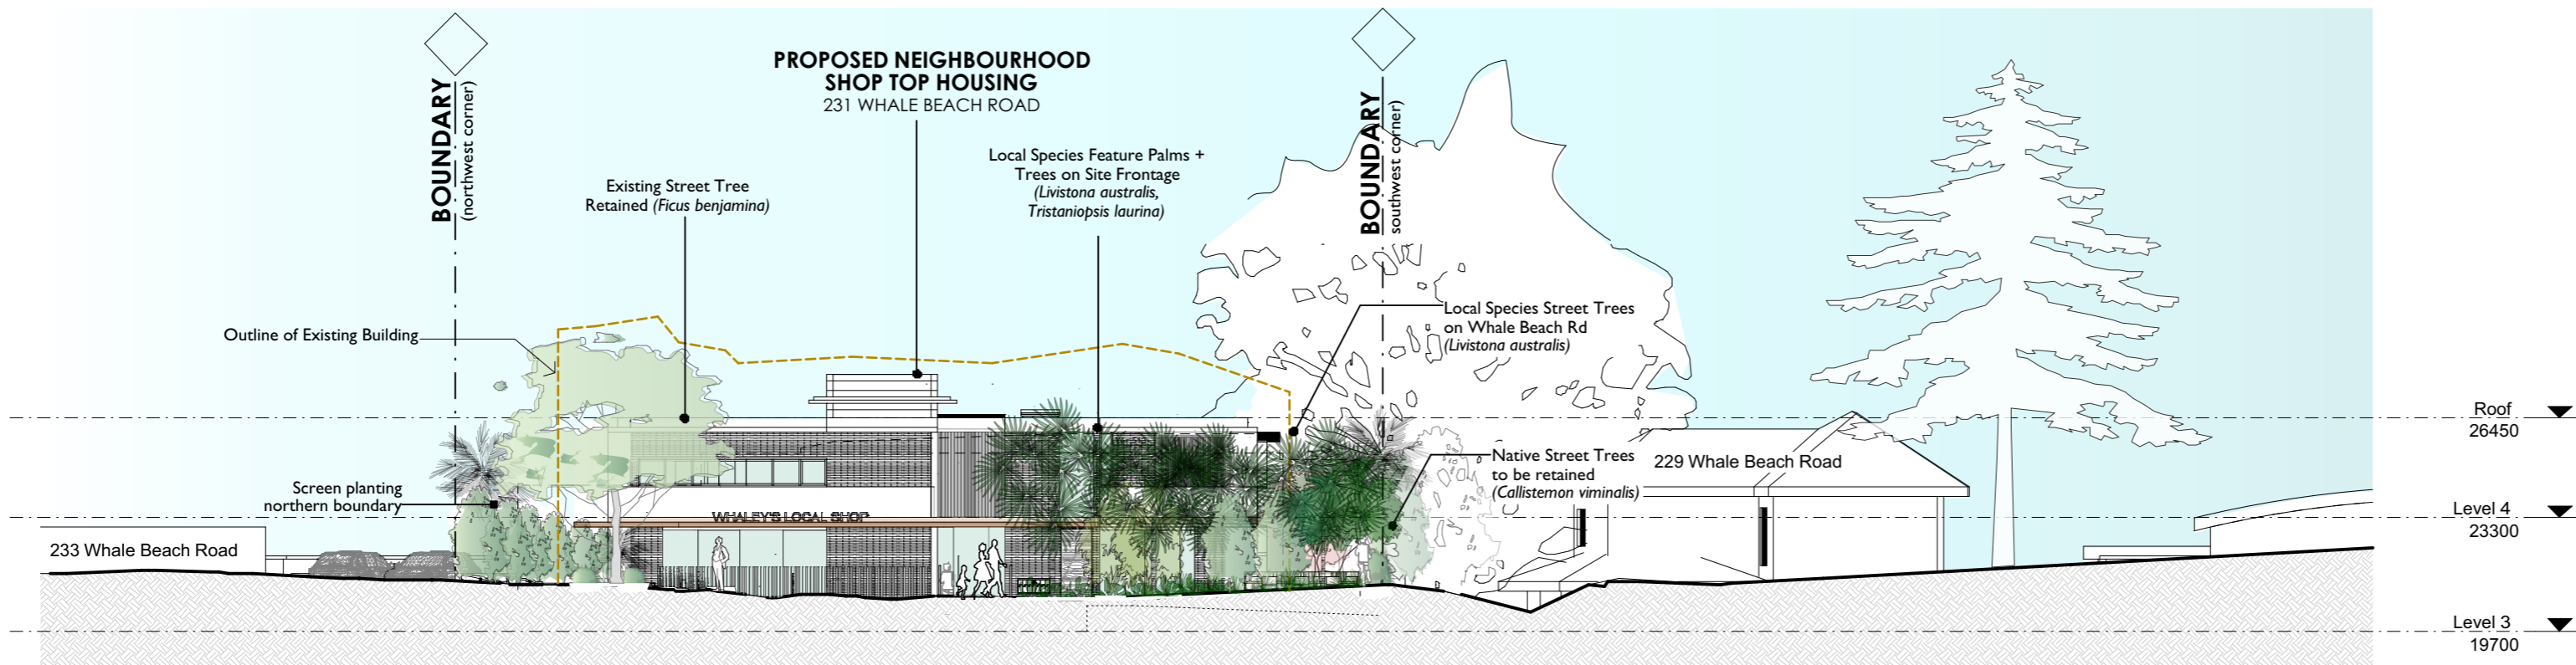 PROPOSED NEIGHBOURHOOD
SHOP TOP HOUSING
231 WHALE BEACH ROAD
BOUNDARY
(northwest corner)
BOUNDARY
southwest corner)
Existing Street Tree
Retained (Ficus benjamina)
Local Species Feature Palms +
Trees on Site Frontage
(Livistona australis,
Tristaniopsis laurina)
Outline of Existing Building
Local Species Street Trees
on Whale Beach Rd
(Livistona australis)
Roof
26450
Native Street Trees
to be retained
(Callistemon viminalis)
229 Whale Beach Road
Screen planting
northern boundary
WHALEY'S LOCAL SHOP
Level 4
23300
233 Whale Beach Road
Level 3
19700